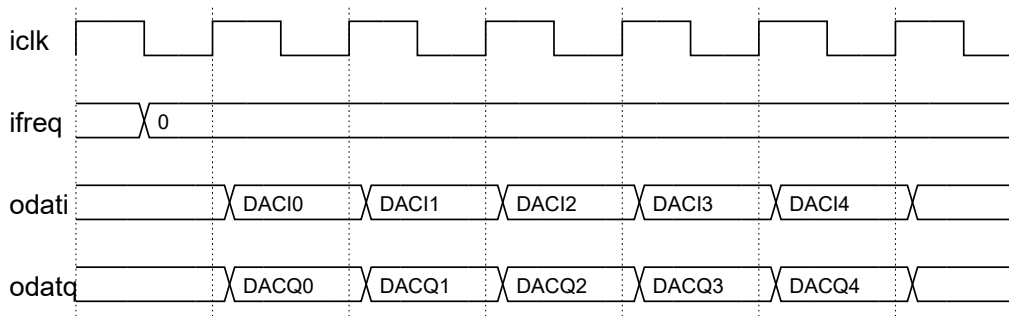 iclk
ifreq 0
odati DACI0 DACI1 DACI2 DACI3 DACI4
odatq DACQ0 DACQ1 DACQ2 DACQ3 DACQ4